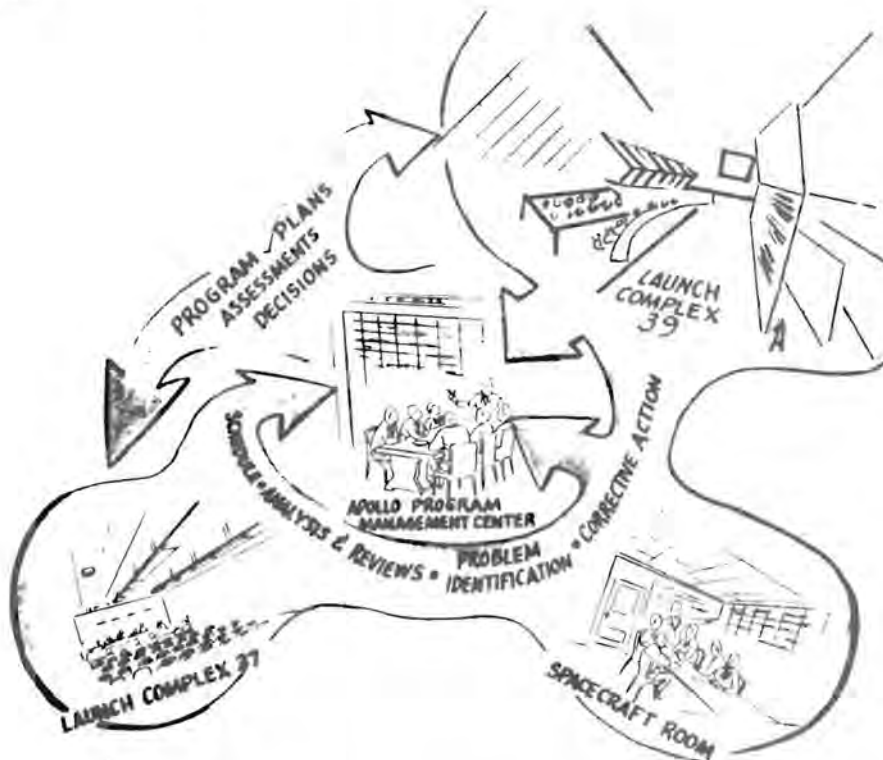 PROGRAM PLANS
ASSESSMENTS
DECISIONS
LAUNCH
COMPLEX
39
APOLLO PROGRAM
MANAGEMENT CENTER
SCHEDULE • ANALYSIS & REVIEWS • PROBLEM IDENTIFICATION • CORRECTIVE ACTION
LAUNCH COMPLEX 37
SPACECRAFT ROOM